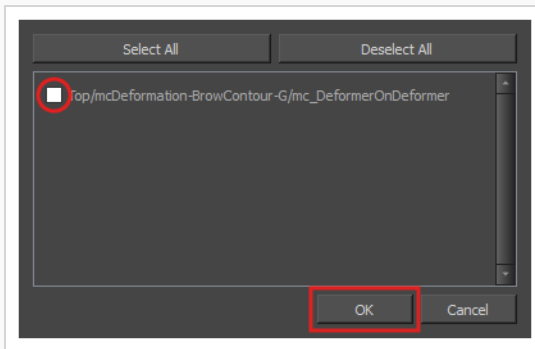 Select All
Deselect All
Top/mcDeformation-BrowContour-G/mc_DeformerOnDeformer
OK
Cancel